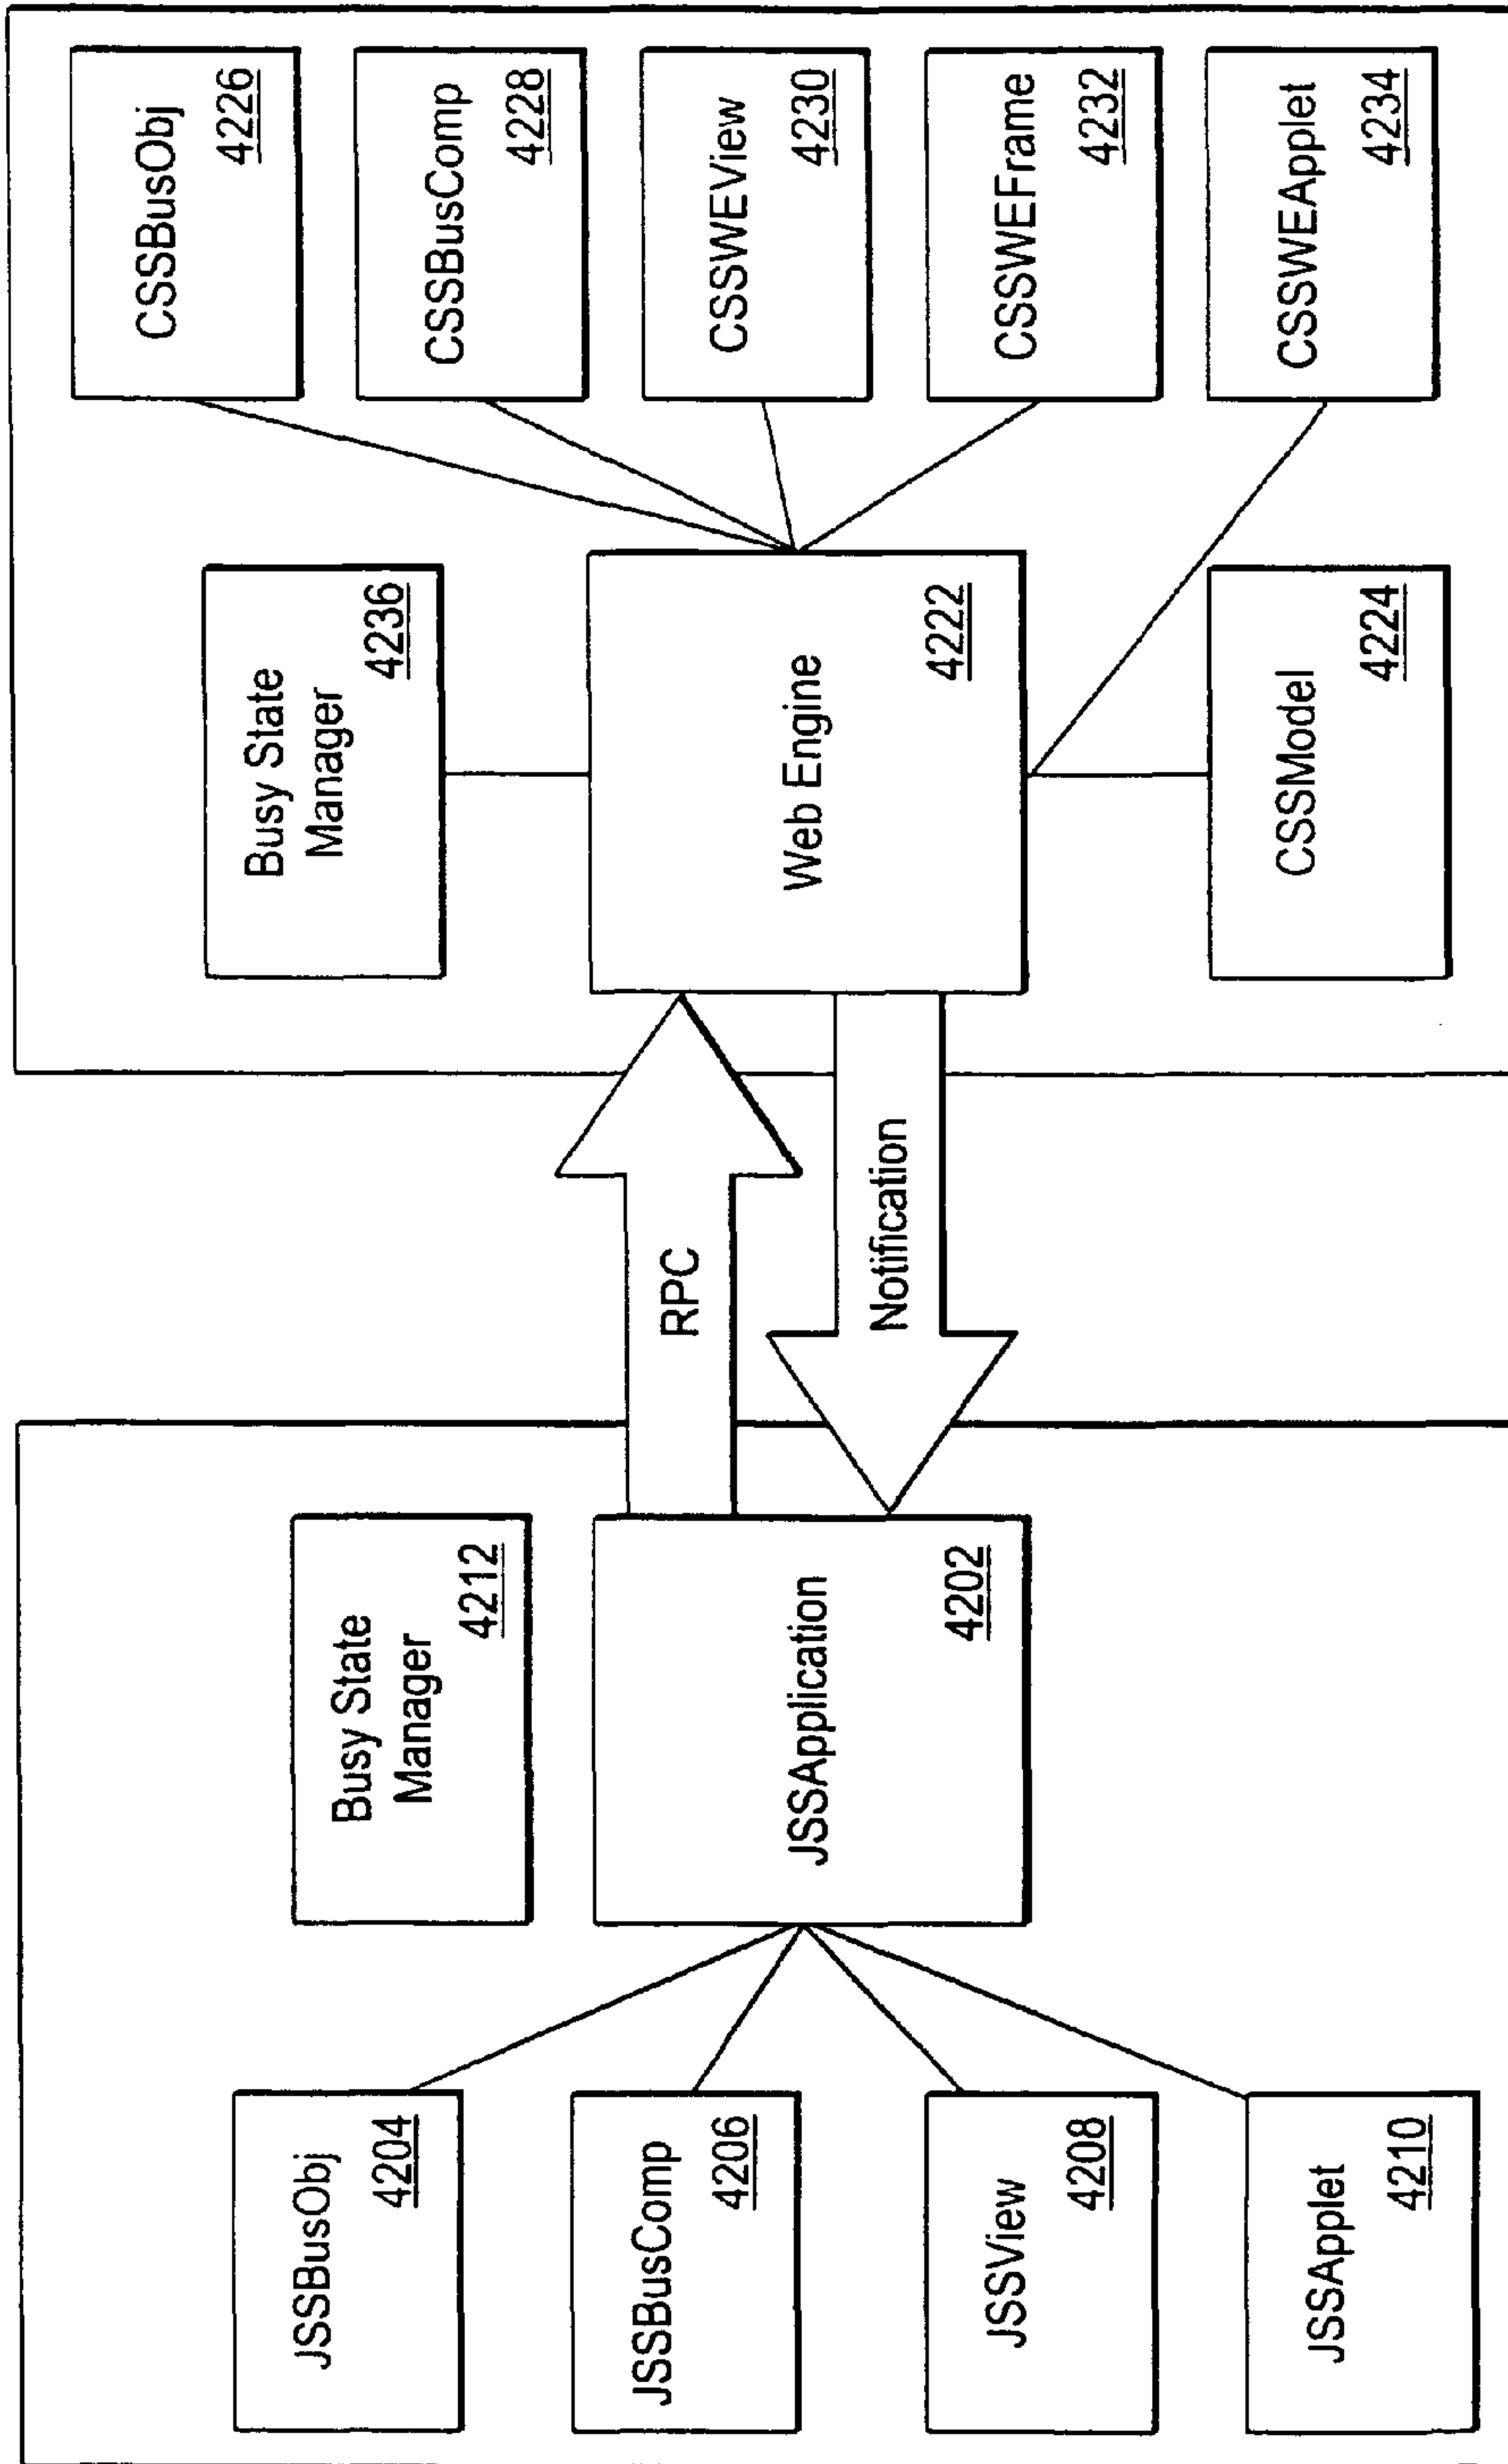 JSSBusObj
4204
JSSBusComp
4206
JSSView
4208
JSSApplet
4210
Busy State
Manager
4212
JSSApplication
4202
RPC
Notification
Busy State
Manager
4236
Web Engine
4222
CSSModel
4224
CSSBusObj
4226
CSSBusComp
4228
CSSWEView
4230
CSSWEFrame
4232
CSSWEApplet
4234